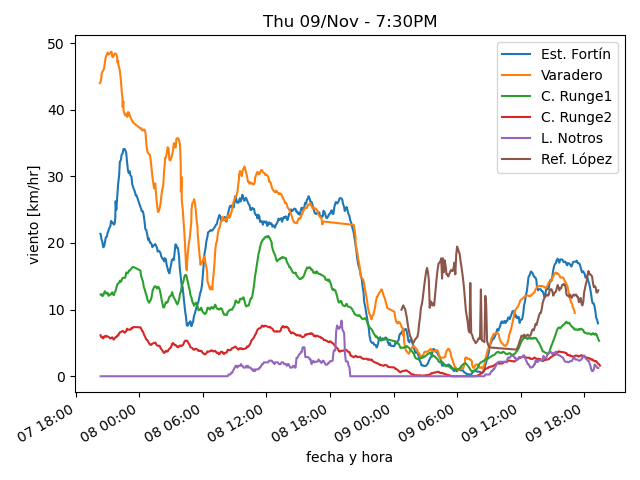 Thu 09/Nov - 7:30PM
viento [km/hr]
50
40
30
20
10
0
Est. Fortín
Varadero
C. Runge1
C. Runge2
L. Notros
Ref. López
07 18:00
08 00:00
08 06:00
08 12:00
08 18:00
09 00:00
09 06:00
09 12:00
09 18:00
fecha y hora